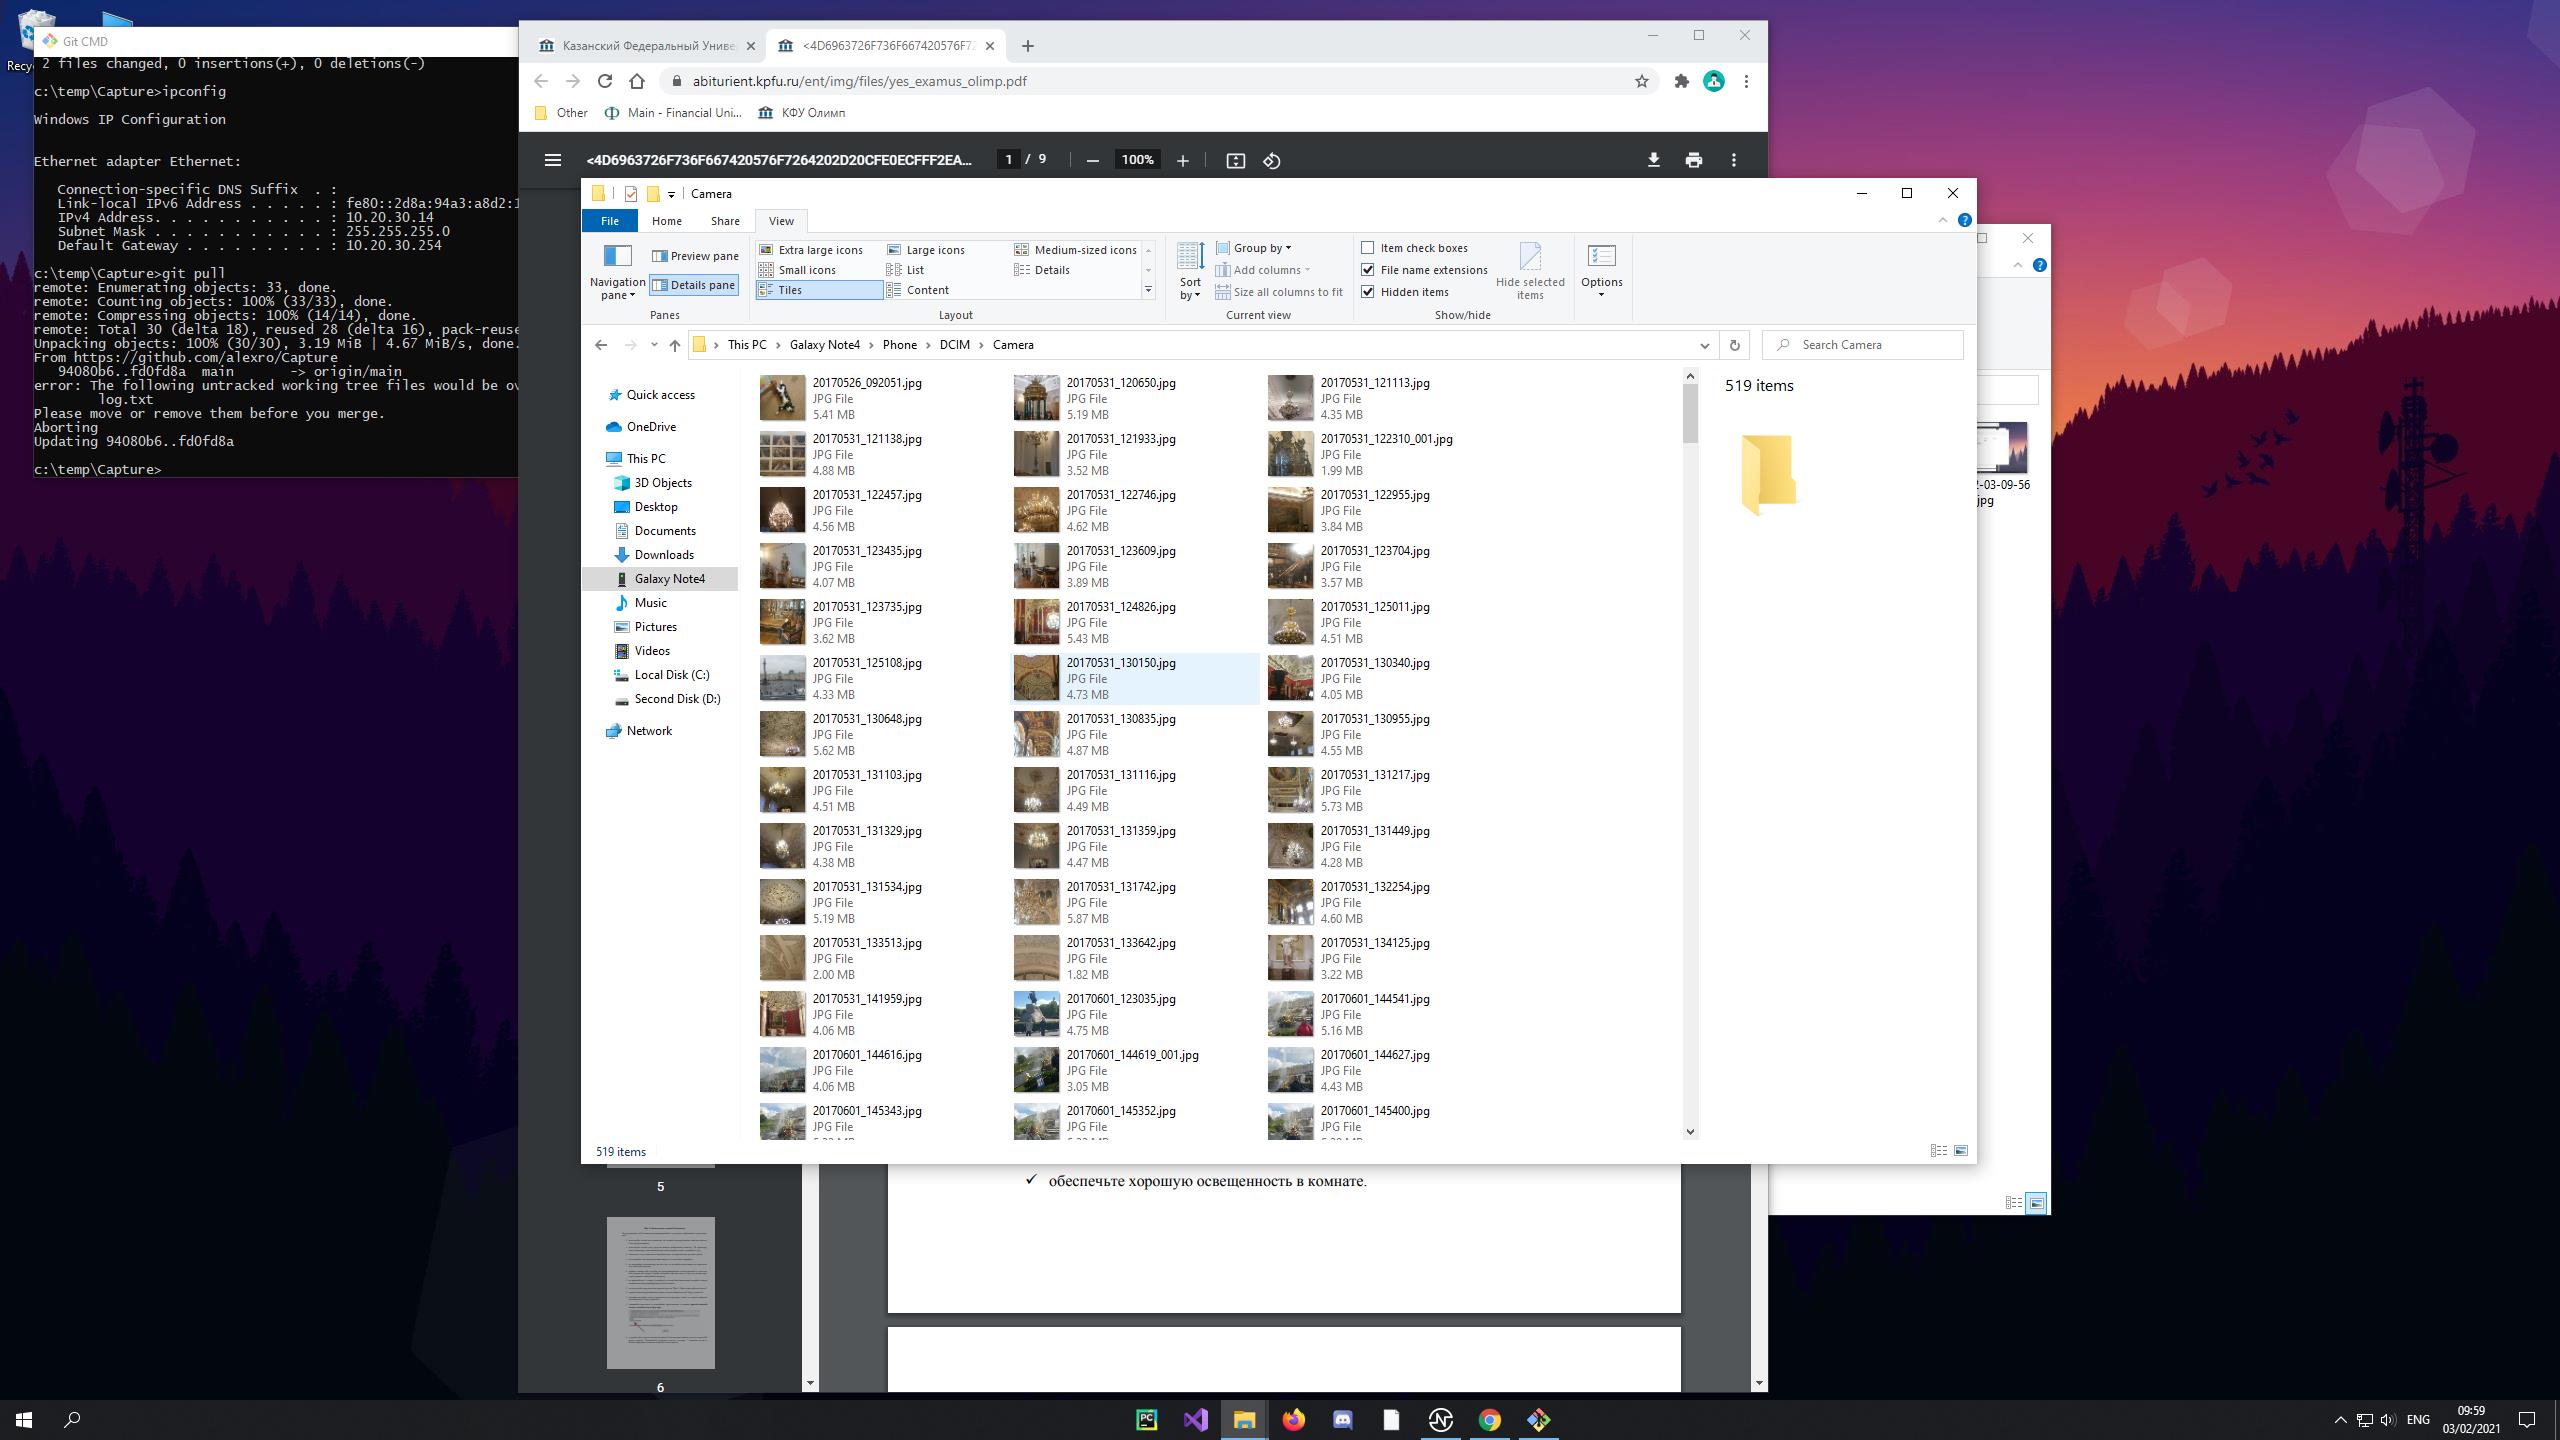 Git CMD
2 files changed, 0 insertions(+), 0 deletions(-)
c:\temp\Capture>ipconfig
Windows IP Configuration
Ethernet adapter Ethernet:
Connection-specific DNS Suffix . :
Link-local IPv6 Address . . . . . : fe80::2d8a:94a3:a8d2:1
IPv4 Address. . . . . . . . . . . : 10.20.30.14
Subnet Mask . . . . . . . . . . . : 255.255.255.0
Default Gateway . . . . . . . . . : 10.20.30.254
c:\temp\Capture>git pull
remote: Enumerating objects: 33, done.
remote: Counting objects: 100% (33/33), done.
remote: Compressing objects: 100% (14/14), done.
remote: Total 30 (delta 18), reused 28 (delta 16), pack-reuse
Unpacking objects: 100% (30/30), 3.19 MiB | 4.67 MiB/s, done.
From https://github.com/alexro/Capture
94080b6..fd0fd8a main -> origin/main
error: The following untracked working tree files would be ov
log.txt
Please move or remove them before you merge.
Aborting
Updating 94080b6..fd0fd8a
c:\temp\Capture>
Казанский Федеральный Униве
<4D6963726F736F667420576F72
abiturient.kpfu.ru/ent/img/files/yes_examus_olimp.pdf
Other
Main - Financial Uni...
КФУ Олимп
<4D6963726F736F667420576F7264202D20CFE0ECFFF2EA...
1 / 9
100%
Camera
File
Home
Share
View
Navigation pane
Preview pane
Details pane
Panes
Extra large icons
Large icons
Medium-sized icons
Small icons
List
Details
Tiles
Content
Layout
Sort by
Group by
Add columns
Size all columns to fit
Current view
Item check boxes
File name extensions
Hidden items
Hide selected items
Show/hide
Options
This PC > Galaxy Note4 > Phone > DCIM > Camera
Search Camera
Quick access
OneDrive
This PC
3D Objects
Desktop
Documents
Downloads
Galaxy Note4
Music
Pictures
Videos
Local Disk (C:)
Second Disk (D:)
Network
20170526_092051.jpg
JPG File
5.41 MB
20170531_120650.jpg
JPG File
5.19 MB
20170531_121113.jpg
JPG File
4.35 MB
20170531_121138.jpg
JPG File
4.88 MB
20170531_121933.jpg
JPG File
3.52 MB
20170531_122310_001.jpg
JPG File
1.99 MB
20170531_122457.jpg
JPG File
4.56 MB
20170531_122746.jpg
JPG File
4.62 MB
20170531_122955.jpg
JPG File
3.84 MB
20170531_123435.jpg
JPG File
4.07 MB
20170531_123609.jpg
JPG File
3.89 MB
20170531_123704.jpg
JPG File
3.57 MB
20170531_123735.jpg
JPG File
3.62 MB
20170531_124826.jpg
JPG File
5.43 MB
20170531_125011.jpg
JPG File
4.51 MB
20170531_125108.jpg
JPG File
4.33 MB
20170531_130150.jpg
JPG File
4.73 MB
20170531_130340.jpg
JPG File
4.05 MB
20170531_130648.jpg
JPG File
5.62 MB
20170531_130835.jpg
JPG File
4.87 MB
20170531_130955.jpg
JPG File
4.55 MB
20170531_131103.jpg
JPG File
4.51 MB
20170531_131116.jpg
JPG File
4.49 MB
20170531_131217.jpg
JPG File
5.73 MB
20170531_131329.jpg
JPG File
4.38 MB
20170531_131359.jpg
JPG File
4.47 MB
20170531_131449.jpg
JPG File
4.28 MB
20170531_131534.jpg
JPG File
5.19 MB
20170531_131742.jpg
JPG File
5.87 MB
20170531_132254.jpg
JPG File
4.60 MB
20170531_133513.jpg
JPG File
2.00 MB
20170531_133642.jpg
JPG File
1.82 MB
20170531_134125.jpg
JPG File
3.22 MB
20170531_141959.jpg
JPG File
4.06 MB
20170601_123035.jpg
JPG File
4.75 MB
20170601_144541.jpg
JPG File
5.16 MB
20170601_144616.jpg
JPG File
4.06 MB
20170601_144619_001.jpg
JPG File
3.05 MB
20170601_144627.jpg
JPG File
4.43 MB
20170601_145343.jpg
JPG File
20170601_145352.jpg
JPG File
20170601_145400.jpg
JPG File
519 items
519 items
2-03-09-56
jpg
✓ обеспечьте хорошую освещенность в комнате.
5
6
ENG
09:59
03/02/2021